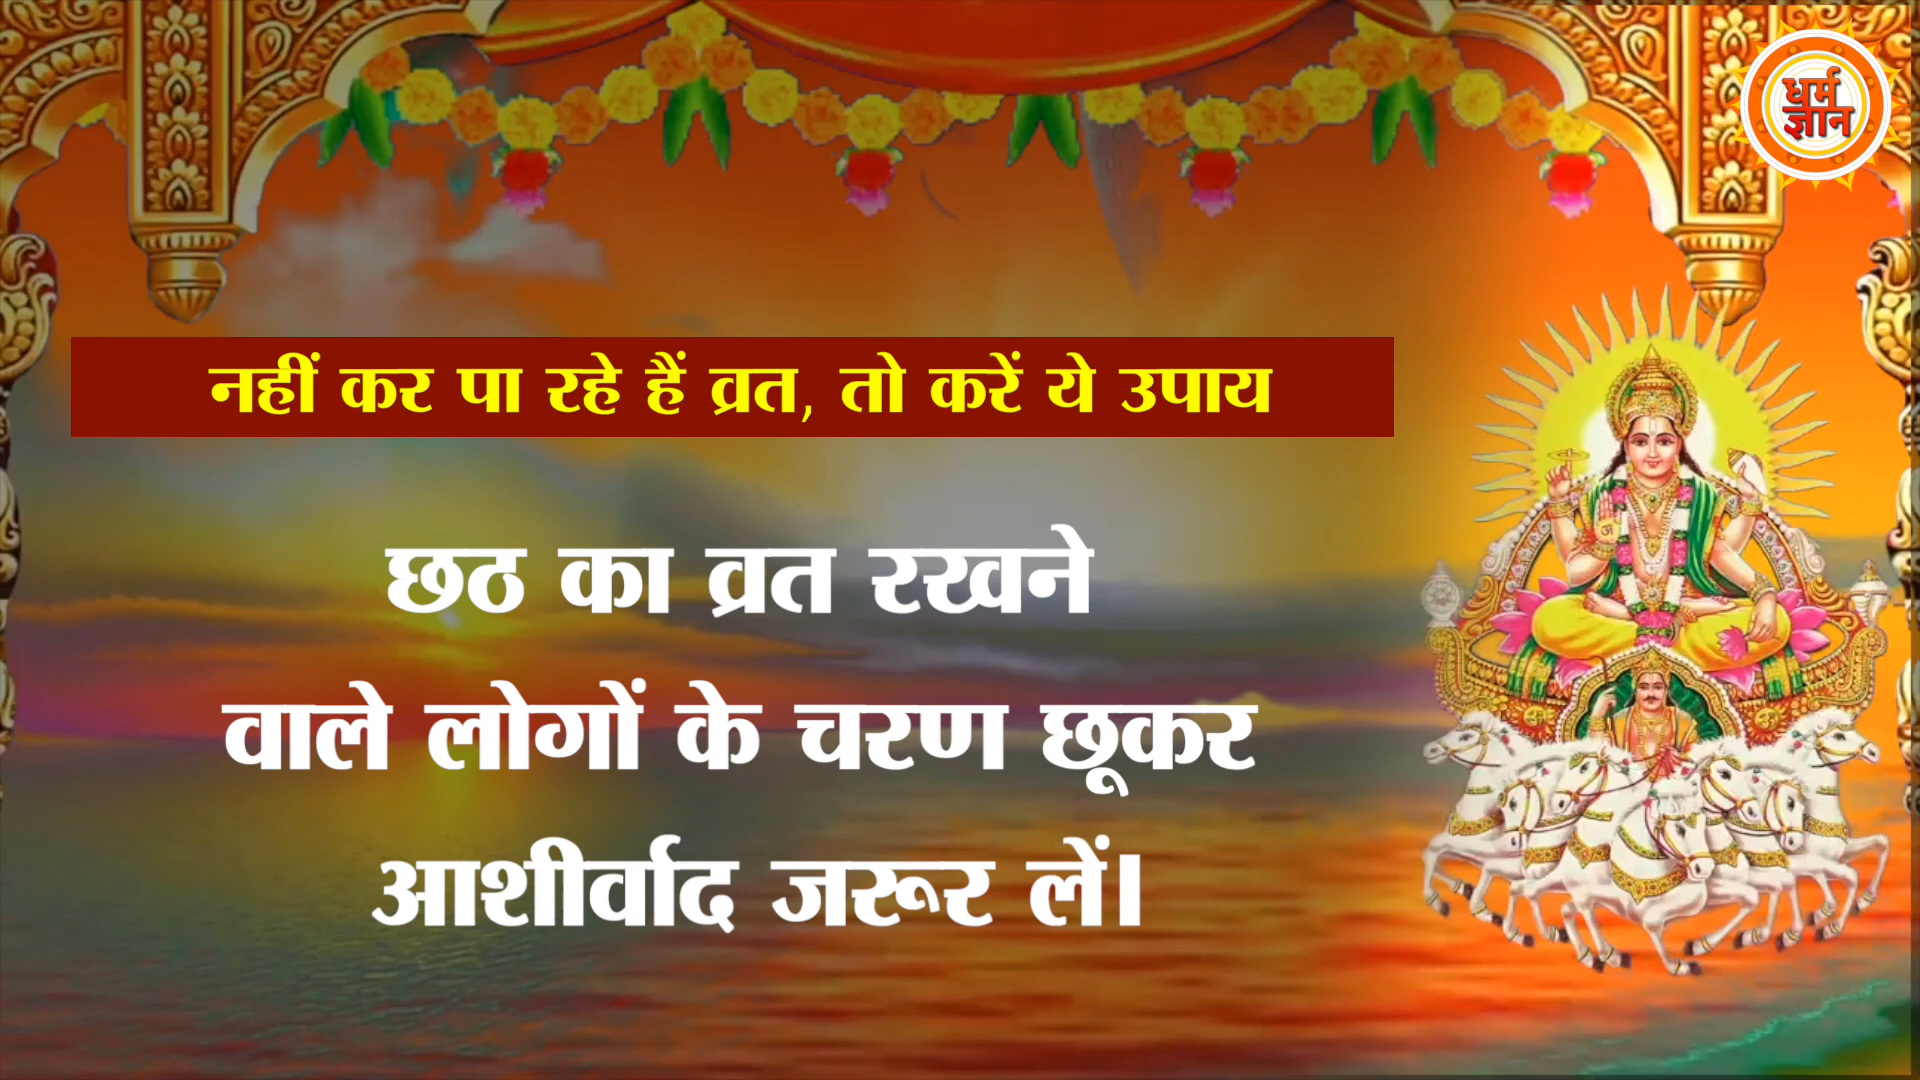 धर्म
ज्ञान
नहीं कर पा रहे हैं व्रत, तो करें ये उपाय
छठ का व्रत रखने
वाले लोगों के चरण छूकर
आशीर्वाद जरूर लें।